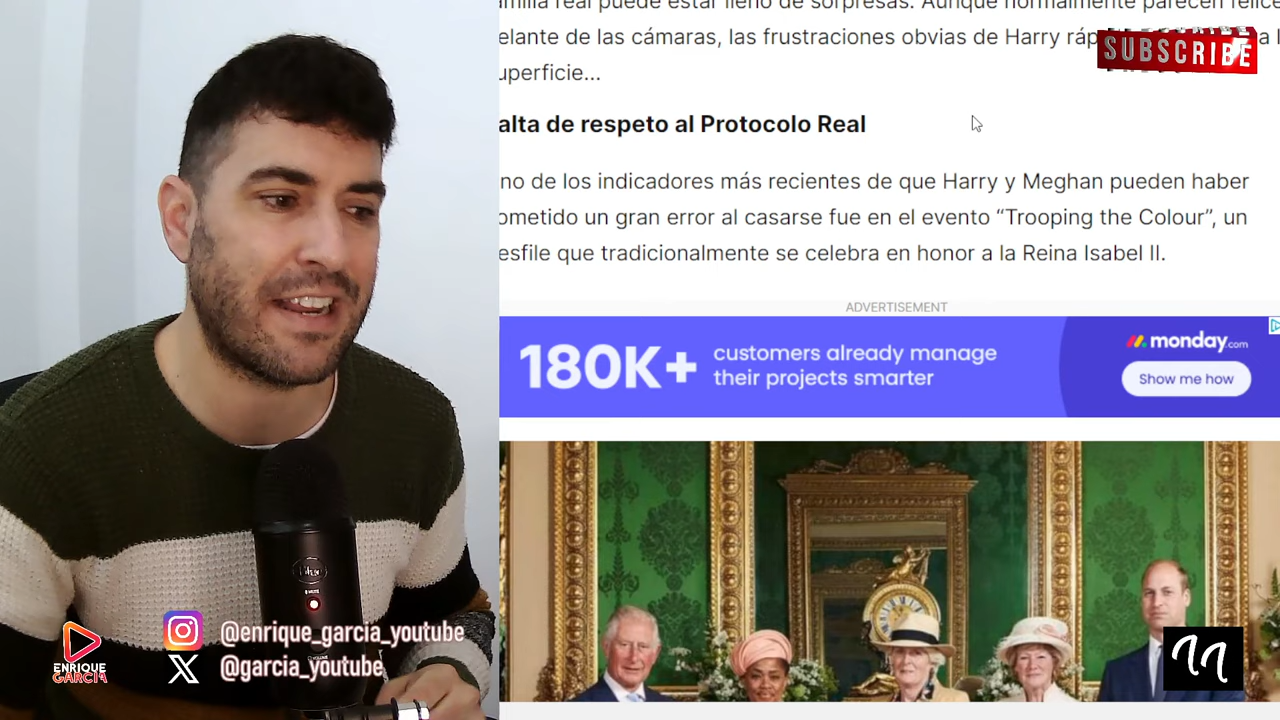 amilia real puede estar lleno de sorpresas. Aunque normalmente parecen felice
elante de las cámaras, las frustraciones obvias de Harry ráp
a l
uperficie...
SUBSCRIBE
alta de respeto al Protocolo Real
no de los indicadores más recientes de que Harry y Meghan pueden haber
ometido un gran error al casarse fue en el evento “Trooping the Colour”, un
esfile que tradicionalmente se celebra en honor a la Reina Isabel II.
ADVERTISEMENT
180K+
customers already manage
their projects smarter
monday.com
Show me how
@enrique_garcia_youtube
@garcia_youtube
ENRIQUE
GARCIA